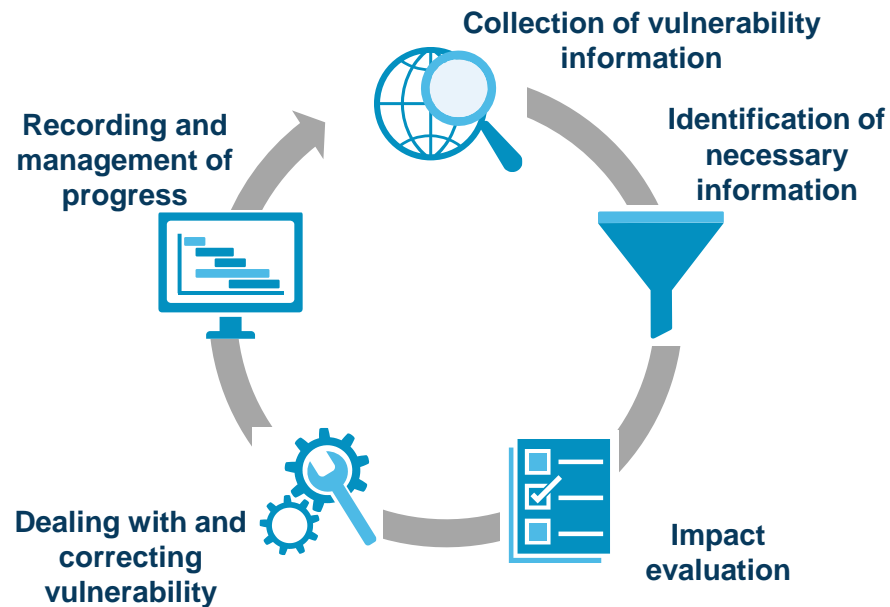 Collection of vulnerability
information
Identification of
necessary
information
Impact
evaluation
Dealing with and
correcting
vulnerability
Recording and
management of
progress